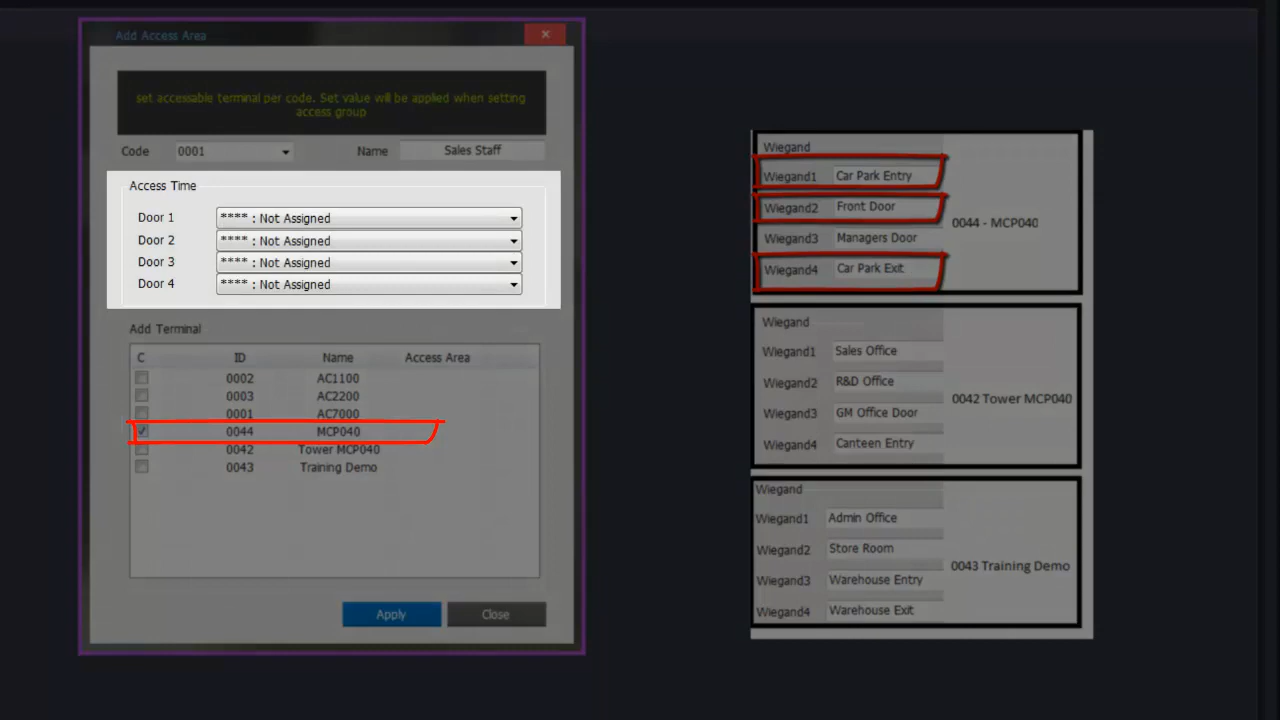 Add Access Area
set accessable terminal per code. Set value will be applied when setting
access group
Code 0001 Name Sales Staff
Access Time
Door 1 **** : Not Assigned
Door 2 **** : Not Assigned
Door 3 **** : Not Assigned
Door 4 **** : Not Assigned
Add Terminal
C ID Name Access Area
0002 AC1100
0003 AC2200
0001 AC7000
0044 MCP040
0042 Tower MCP040
0043 Training Demo
Apply Close
Wiegand
Wiegand1 Car Park Entry
Wiegand2 Front Door
0044 - MCP040
Wiegand3 Managers Door
Wiegand4 Car Park Exit
Wiegand
Wiegand1 Sales Office
Wiegand2 R&D Office
0042 Tower MCP040
Wiegand3 GM Office Door
Wiegand4 Canteen Entry
Wiegand
Wiegand1 Admin Office
Wiegand2 Store Room
0043 Training Demo
Wiegand3 Warehouse Entry
Wiegand4 Warehouse Exit